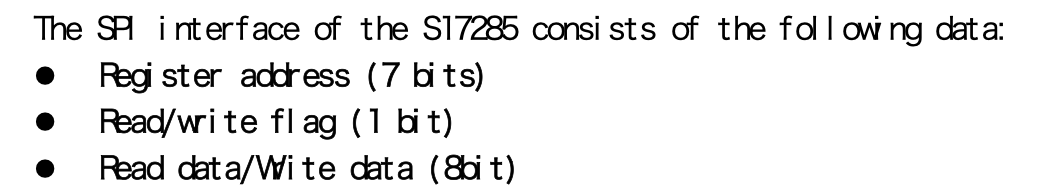 The SPI interface of the S17285 consists of the following data:
● Register address (7 bits)
● Read/write flag (1 bit)
● Read data/Write data (8bit)